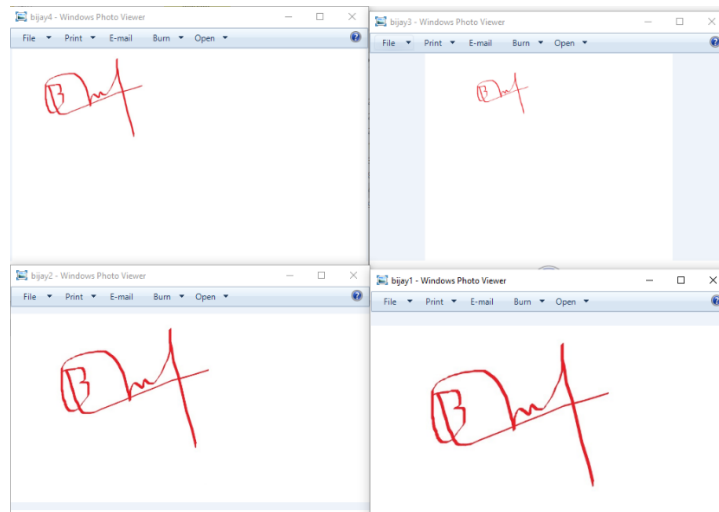 bijay4 - Windows Photo Viewer
File Print E-mail Burn Open
bijay3 - Windows Photo Viewer
File Print E-mail Burn Open
bijay2 - Windows Photo Viewer
File Print E-mail Burn Open
bijay1 - Windows Photo Viewer
File Print E-mail Burn Open